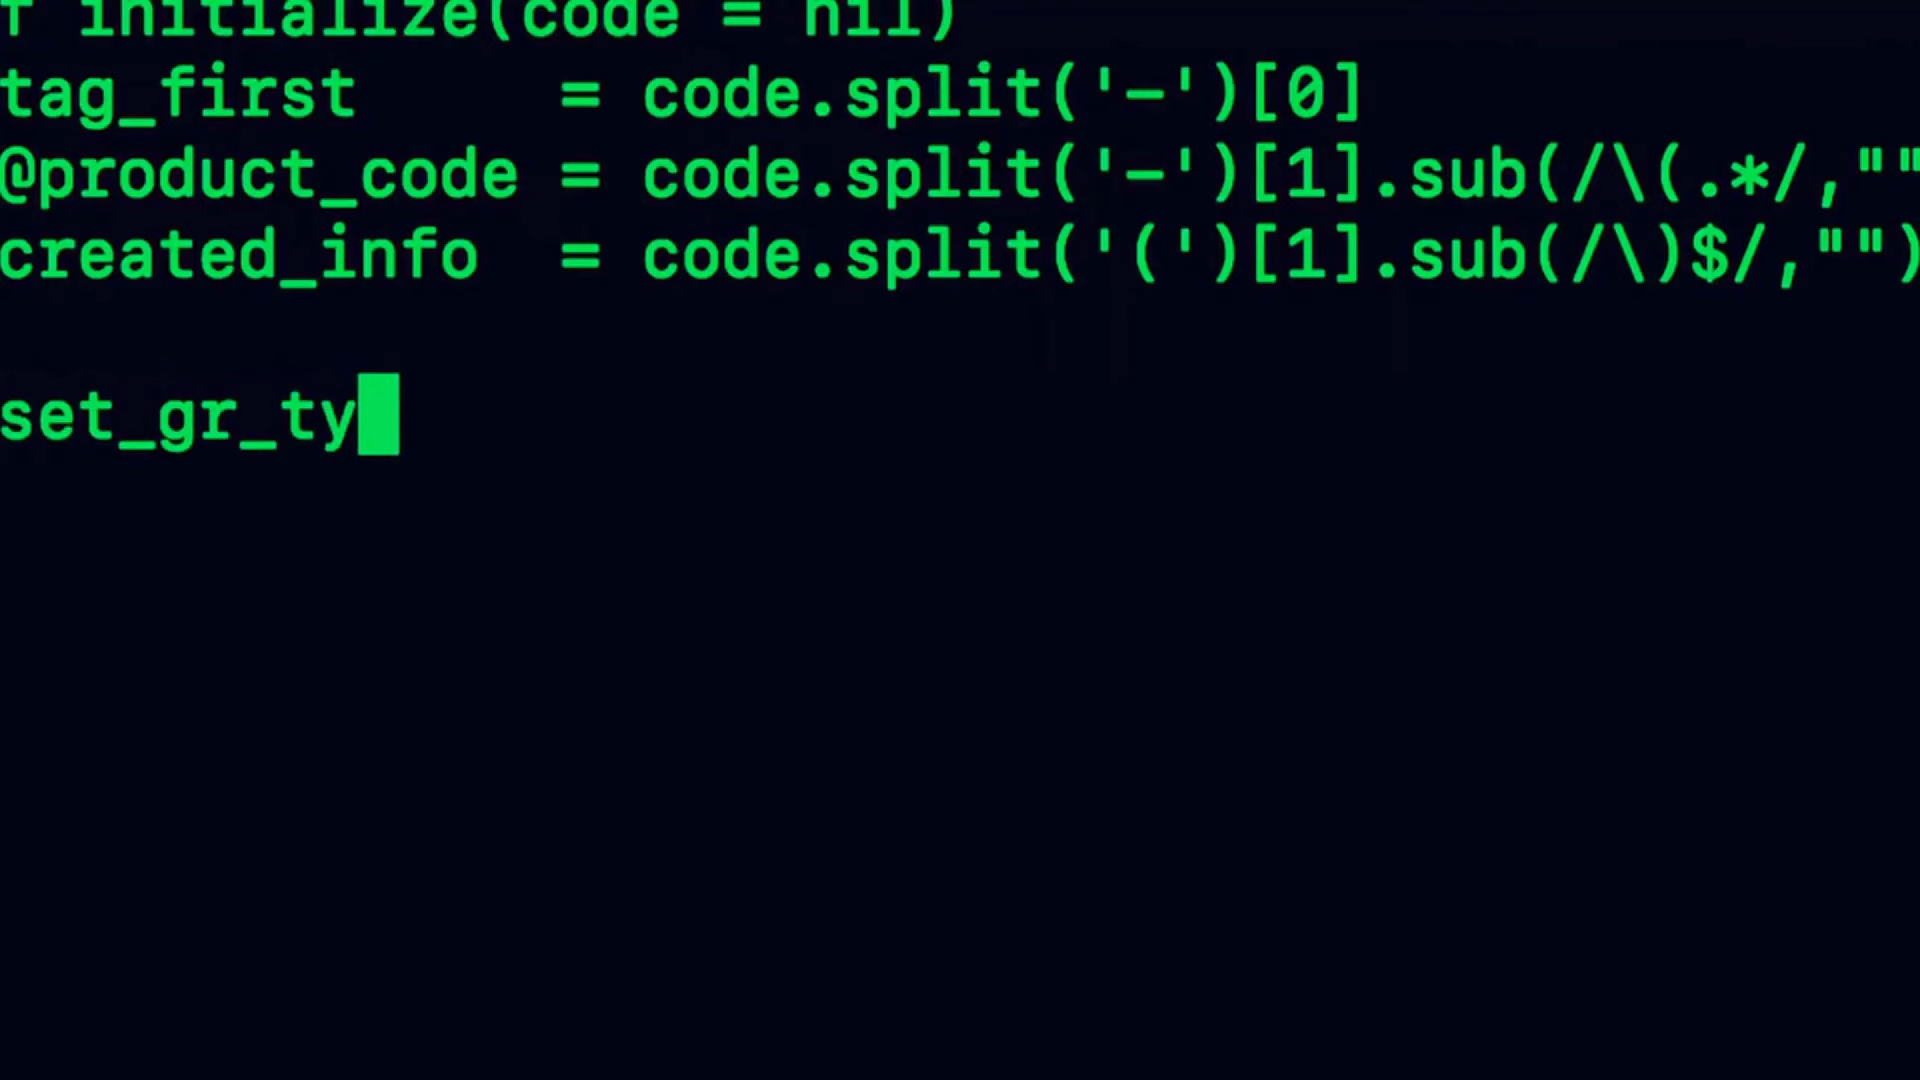 f initialize(code = nil)
tag_first = code.split('-')[0]
@product_code = code.split('-')[1].sub(/\(.*/,""
created_info = code.split('(')[1].sub(/\)$/,"")
set_gr_ty